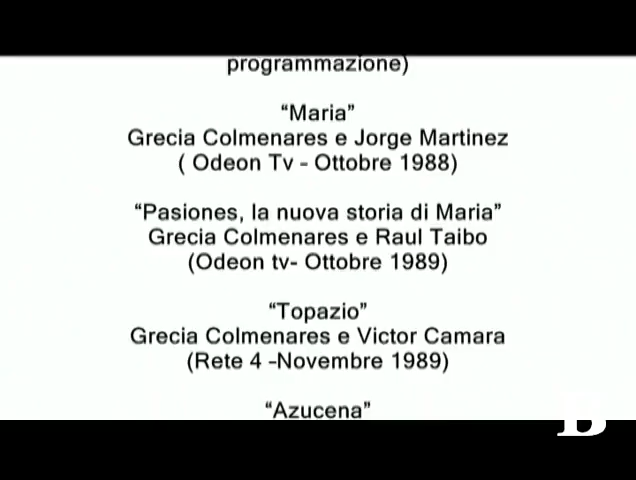 programmazione)
“Maria”
Grecia Colmenares e Jorge Martinez
( Odeon Tv - Ottobre 1988)
“Pasiones, la nuova storia di Maria”
Grecia Colmenares e Raul Taibo
(Odeon tv- Ottobre 1989)
“Topazio”
Grecia Colmenares e Victor Camara
(Rete 4 -Novembre 1989)
“Azucena”
B